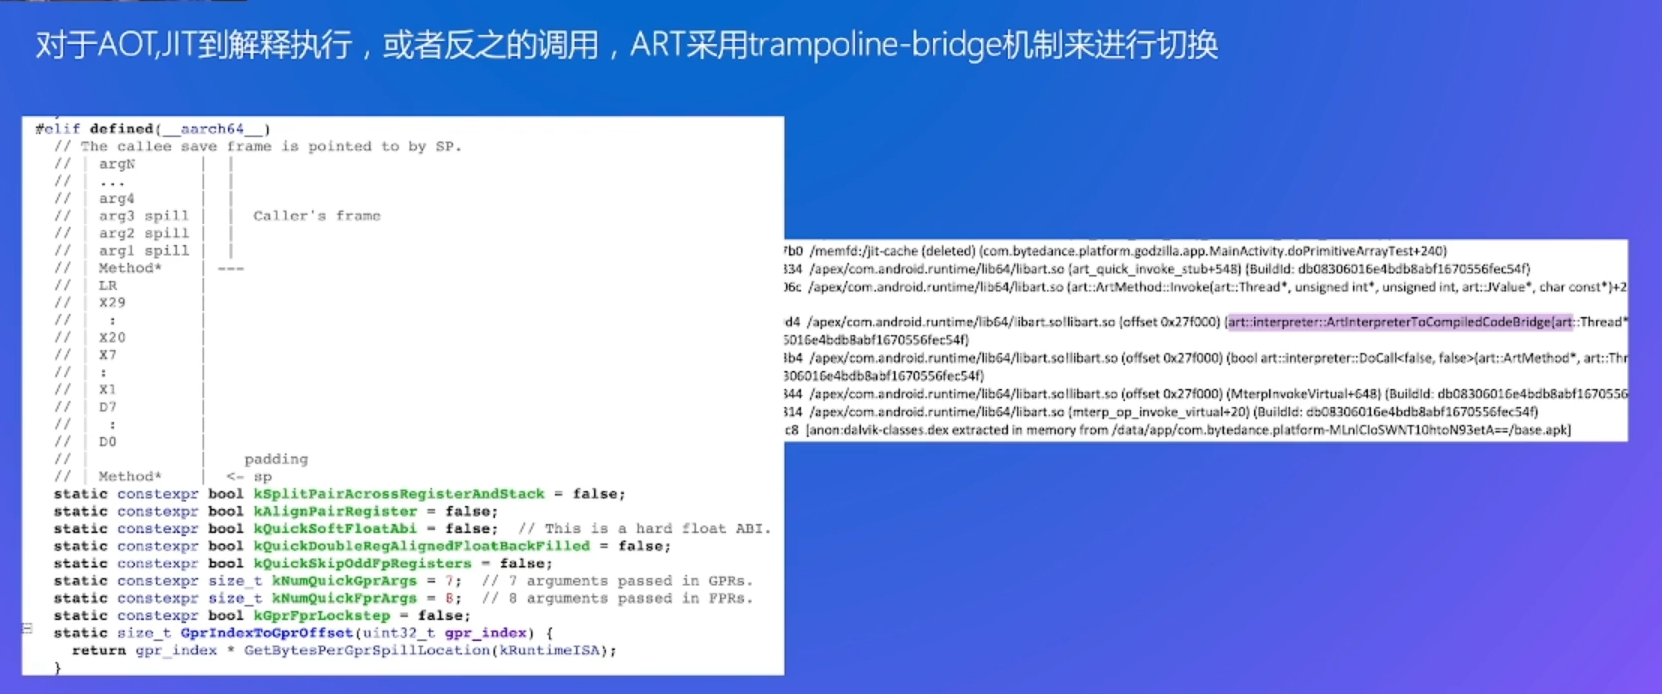 对于AOT,JIT到解释执行，或者反之的调用，ART采用trampoline-bridge机制来进行切换
#elif defined(__aarch64__)
// The callee save frame is pointed to by SP.
// | argN | |
// | ... | |
// | arg4 | |
// | arg3 spill | | Caller's frame
// | arg2 spill | |
// | arg1 spill | |
// | Method* | ---
// | LR |
// | X29 |
// | : |
// | X20 |
// | X7 |
// | : |
// | X1 |
// | D7 |
// | : |
// | D0 |
// | | padding
// | Method* | <- sp
static constexpr bool kSplitPairAcrossRegisterAndStack = false;
static constexpr bool kAlignPairRegister = false;
static constexpr bool kQuickSoftFloatAbi = false; // This is a hard float ABI.
static constexpr bool kQuickDoubleRegAlignedFloatBackFilled = false;
static constexpr bool kQuickSkipOddFpRegisters = false;
static constexpr size_t kNumQuickGprArgs = 7; // 7 arguments passed in GPRs.
static constexpr size_t kNumQuickFprArgs = 8; // 8 arguments passed in FPRs.
static constexpr bool kGprFprLockstep = false;
static size_t GprIndexToGprOffset(uint32_t gpr_index) {
return gpr_index * GetBytesPerGprSpillLocation(kRuntimeISA);
}
7b0 /memfd:/jit-cache (deleted) (com.bytedance.platform.godzilla.app.MainActivity.doPrimitiveArrayTest+240)
334 /apex/com.android.runtime/lib64/libart.so (art_quick_invoke_stub+548) (BuildId: db08306016e4bdb8abf1670556fec54f)
06c /apex/com.android.runtime/lib64/libart.so (art::ArtMethod::Invoke(art::Thread*, unsigned int*, unsigned int, art::JValue*, char const*)+2
d4 /apex/com.android.runtime/lib64/libart.so!libart.so (offset 0x27f000) (art::interpreter::ArtInterpreterToCompiledCodeBridge(art::Thread*
5016e4bdb8abf1670556fec54f)
3b4 /apex/com.android.runtime/lib64/libart.so!libart.so (offset 0x27f000) (bool art::interpreter::DoCall<false, false>(art::ArtMethod*, art::Thr
306016e4bdb8abf1670556fec54f)
344 /apex/com.android.runtime/lib64/libart.so!libart.so (offset 0x27f000) (MterpInvokeVirtual+648) (BuildId: db08306016e4bdb8abf1670556
314 /apex/com.android.runtime/lib64/libart.so (mterp_op_invoke_virtual+20) (BuildId: db08306016e4bdb8abf1670556fec54f)
c8 [anon:dalvik-classes.dex extracted in memory from /data/app/com.bytedance.platform-MLnlCIoSWNT10htoN93etA==/base.apk]